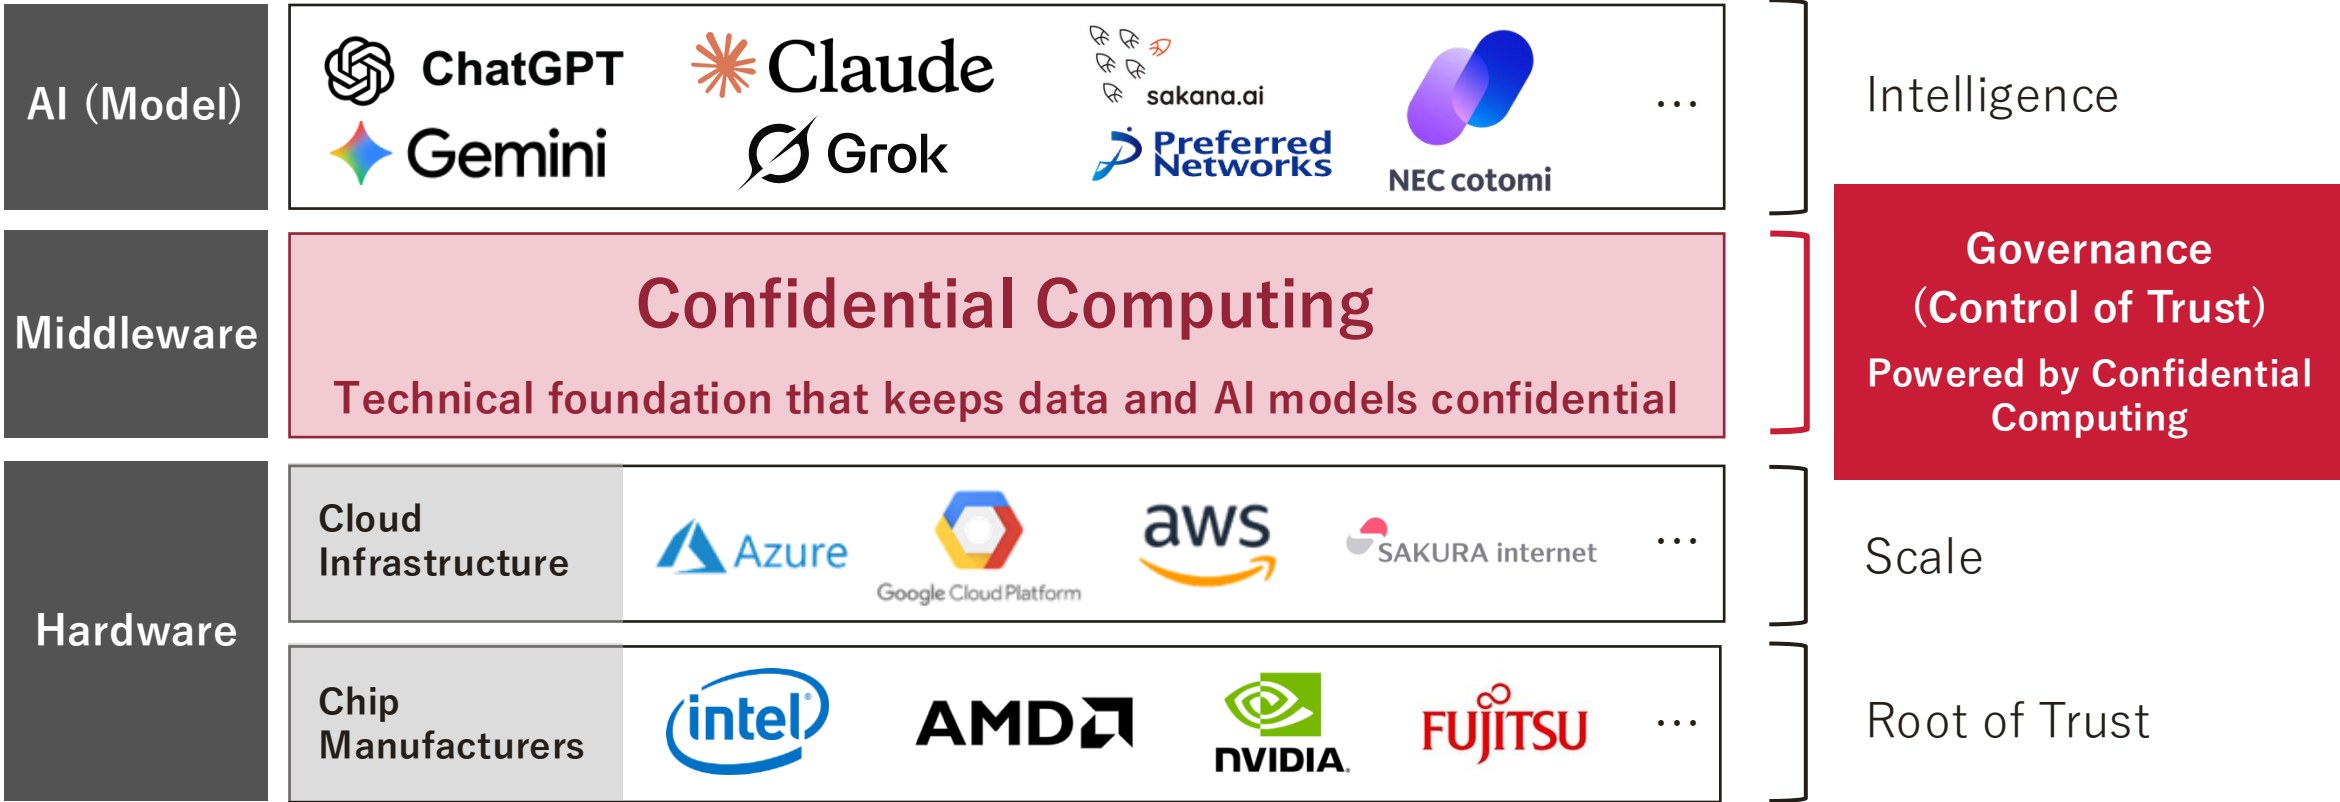 AI (Model)
ChatGPT
Claude
sakana.ai
Gemini
Grok
Preferred
Networks
NEC cotomi
...
Intelligence
Middleware
Confidential Computing
Technical foundation that keeps data and AI models confidential
Governance
(Control of Trust)
Powered by Confidential
Computing
Hardware
Cloud
Infrastructure
Azure
Google Cloud Platform
aws
SAKURA internet
...
Scale
Chip
Manufacturers
intel®
AMD
NVIDIA.
FUJITSU
...
Root of Trust